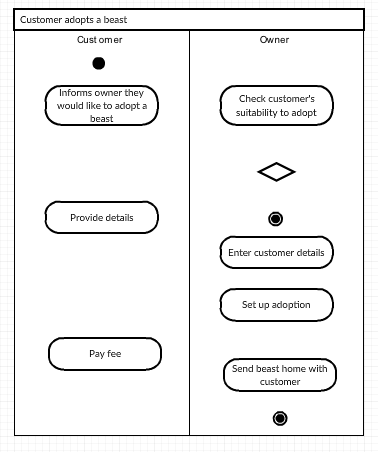 Customer adopts a beast
Customer
Owner
Informs owner they
would like to adopt a
beast
Check customer's
suitability to adopt
Provide details
Enter customer details
Set up adoption
Pay fee
Send beast home with
customer